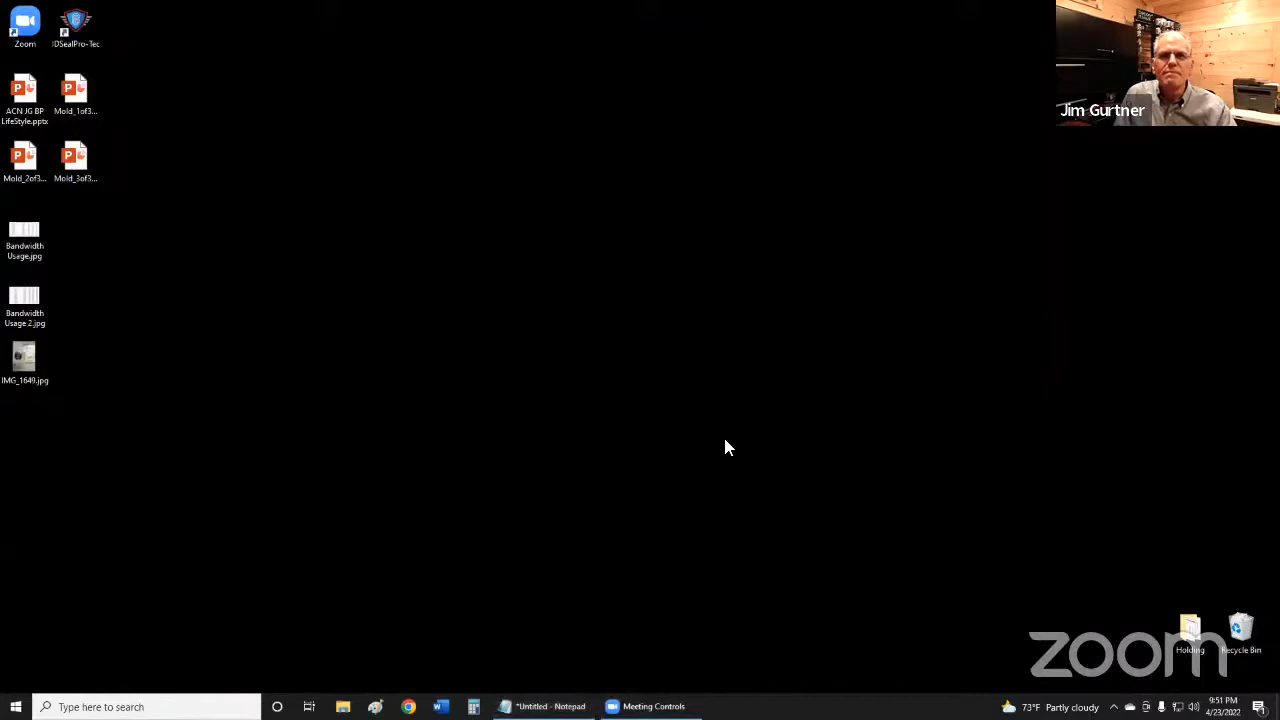 Zoom
IDSealPro-Tec
ACN JG BP
LifeStyle.pptx
Mold_1of3...
Mold_2of3...
Mold_3of3...
Bandwidth
Usage.jpg
Bandwidth
Usage 2.jpg
IMG_1649.jpg
Jim Gurtner
Holding
Recycle Bin
zoom
Type here to search
*Untitled - Notepad
Meeting Controls
73°F Partly cloudy
9:51 PM
4/23/2022